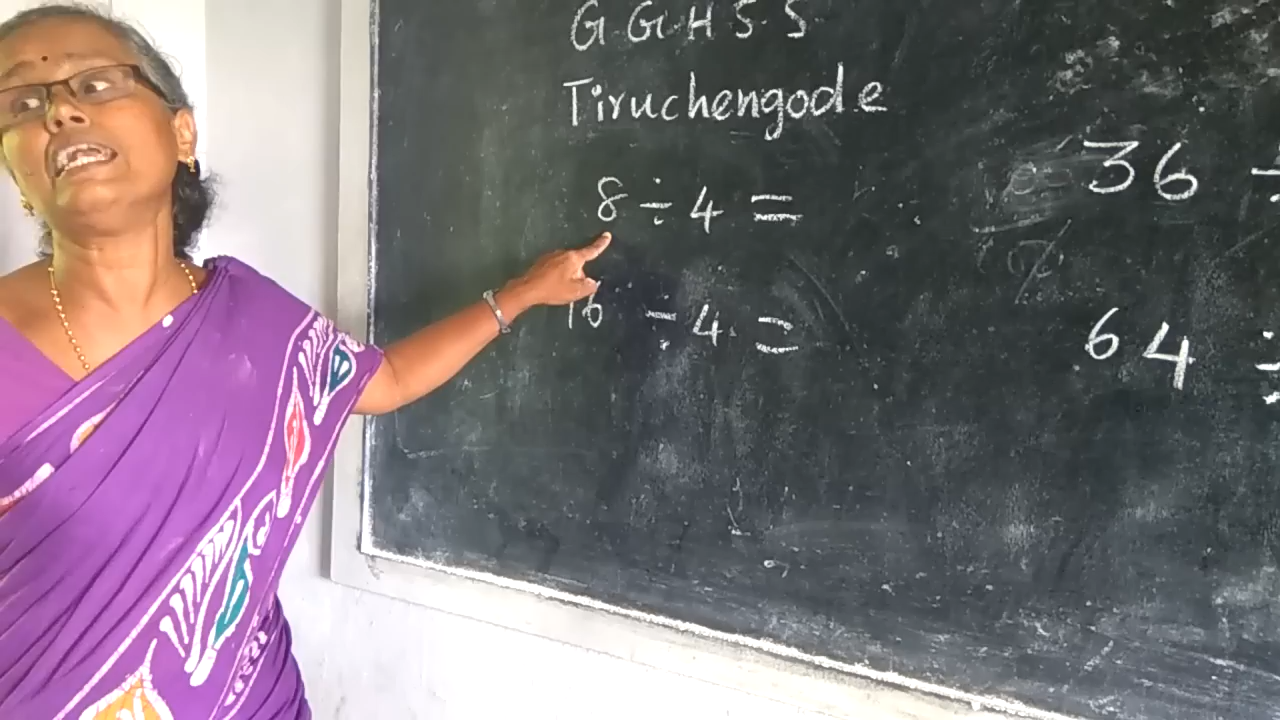 G G H S S
Tiruchengode
8 ÷ 4 =
16 ÷ 4 =
36 ÷
64 ÷